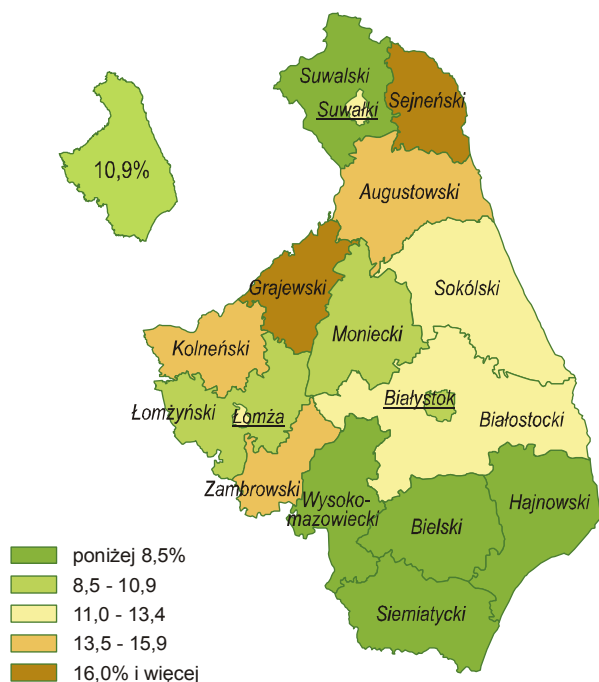 Suwalski
Suwałki
Sejneński
10,9%
Augustowski
Grajewski
Sokólski
Moniecki
Kolneński
Łomżyński
Łomża
Białystok
Białostocki
Zambrowski
Wysoko-
mazowiecki
Hajnowski
Bielski
Siemiatycki
poniżej 8,5%
8,5 - 10,9
11,0 - 13,4
13,5 - 15,9
16,0% i więcej